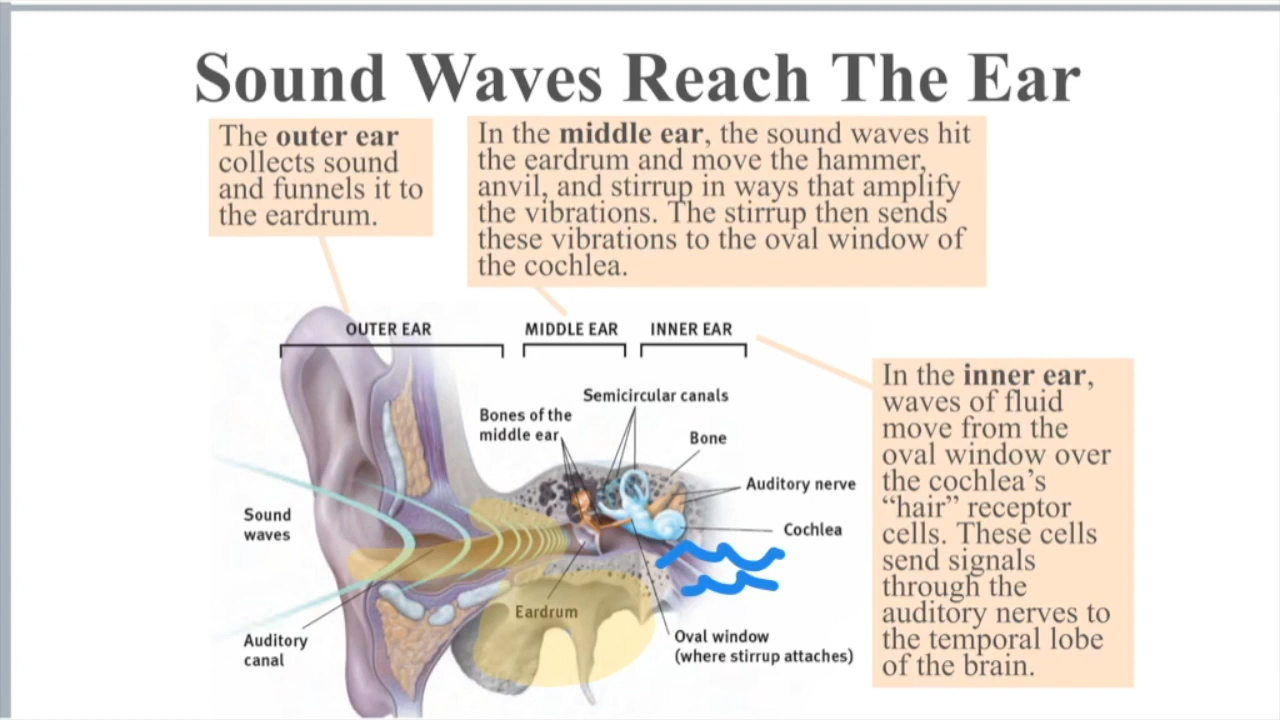 Sound Waves Reach The Ear
The outer ear
collects sound
and funnels it to
the eardrum.
In the middle ear, the sound waves hit
the eardrum and move the hammer,
anvil, and stirrup in ways that amplify
the vibrations. The stirrup then sends
these vibrations to the oval window of
the cochlea.
OUTER EAR
MIDDLE EAR
INNER EAR
In the inner ear,
waves of fluid
move from the
oval window over
the cochlea's
“hair” receptor
cells. These cells
send signals
through the
auditory nerves to
the temporal lobe
of the brain.
Semicircular canals
Bones of the
middle ear
Bone
Auditory nerve
Sound
waves
Cochlea
Eardrum
Auditory
canal
Oval window
(where stirrup attaches)